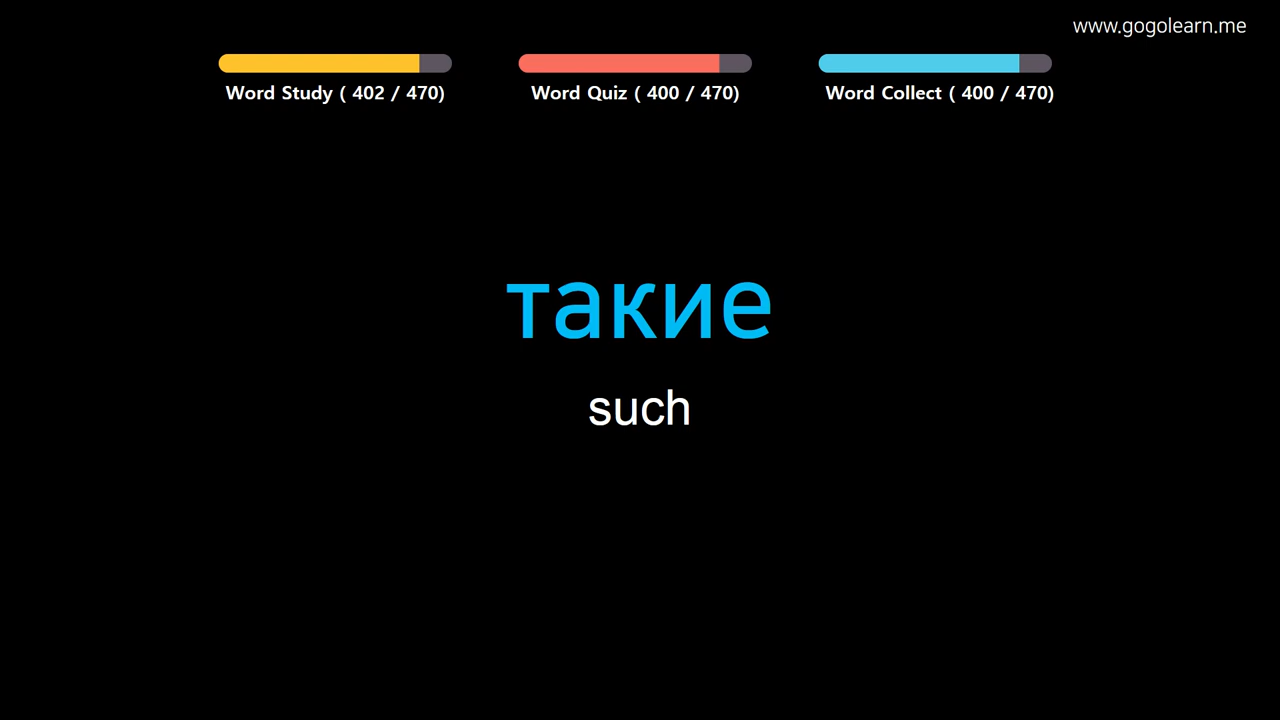 www.gogolearn.me
Word Study ( 402 / 470)
Word Quiz ( 400 / 470)
Word Collect ( 400 / 470)
такие
such